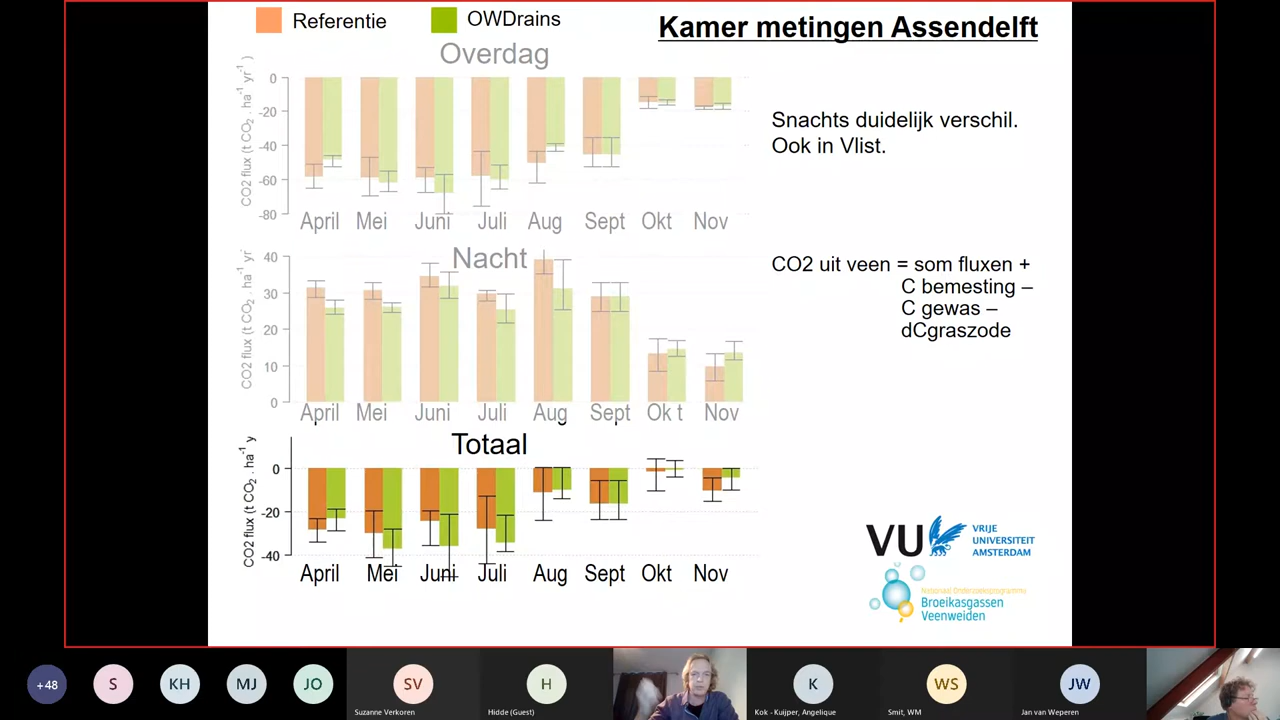 Referentie
OWDrains
Kamer metingen Assendelft
Overdag
CO2 flux (t CO2 . ha-1 yr-1 )
0
-20
-40
-60
-80
April Mei Juni Juli Aug Sept Okt Nov
Snachts duidelijk verschil.
Ook in Vlist.
Nacht
CO2 flux (t CO2 . ha-1 yr
40
30
20
10
0
April Mei Juni Juli Aug Sept Ok t Nov
CO2 uit veen = som fluxen +
C bemesting –
C gewas –
dCgraszode
Totaal
CO2 flux (t CO2 . ha-1 y
0
-20
-40
April Mei Juni Juli Aug Sept Okt Nov
VU VRIJE
UNIVERSITEIT
AMSTERDAM
Nationaal Onderzoeksprogramma
Broeikasgassen
Veenweiden
+48
S
KH
MJ
JO
SV
Suzanne Verkoren
H
Hidde (Guest)
K
Kok - Kuijper, Angelique
WS
Smit, WM
JW
Jan van Weperen